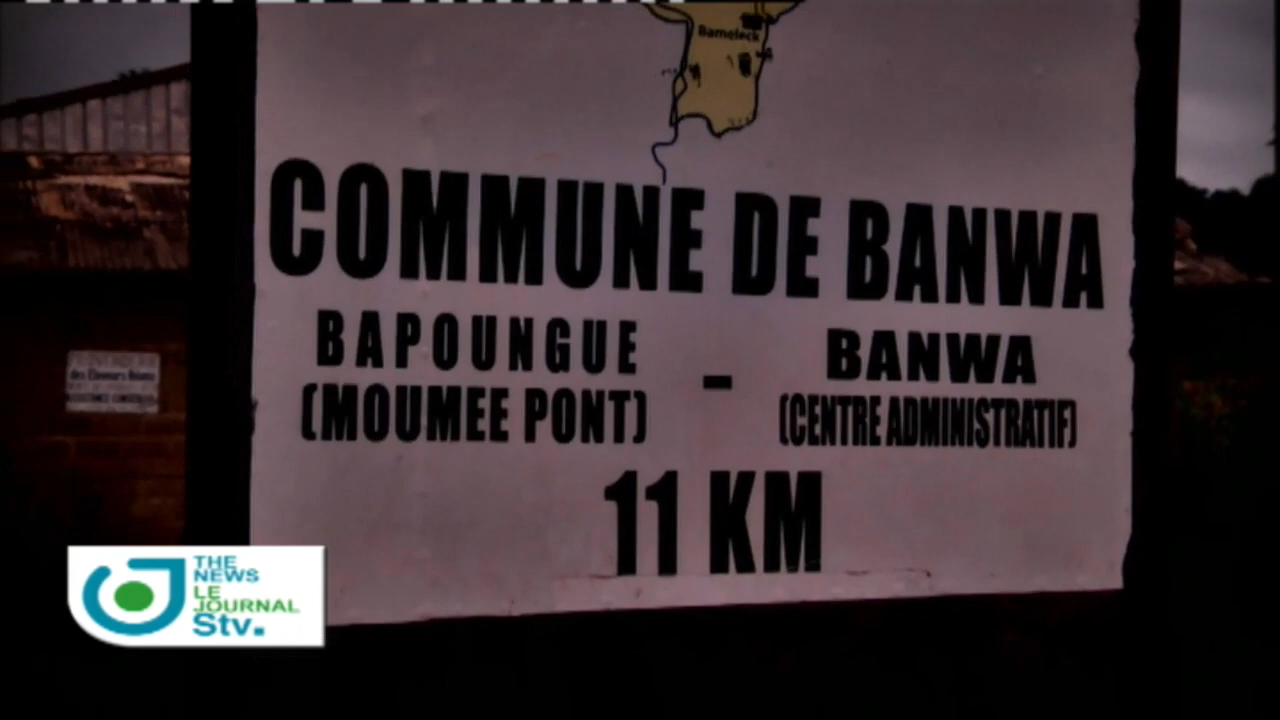 Bameleck
COMMUNE DE BANWA
BAPOUNGUE - BANWA
(MOUMEE PONT) (CENTRE ADMINISTRATIF)
11 KM
THE
NEWS
LE
JOURNAL
Stv.